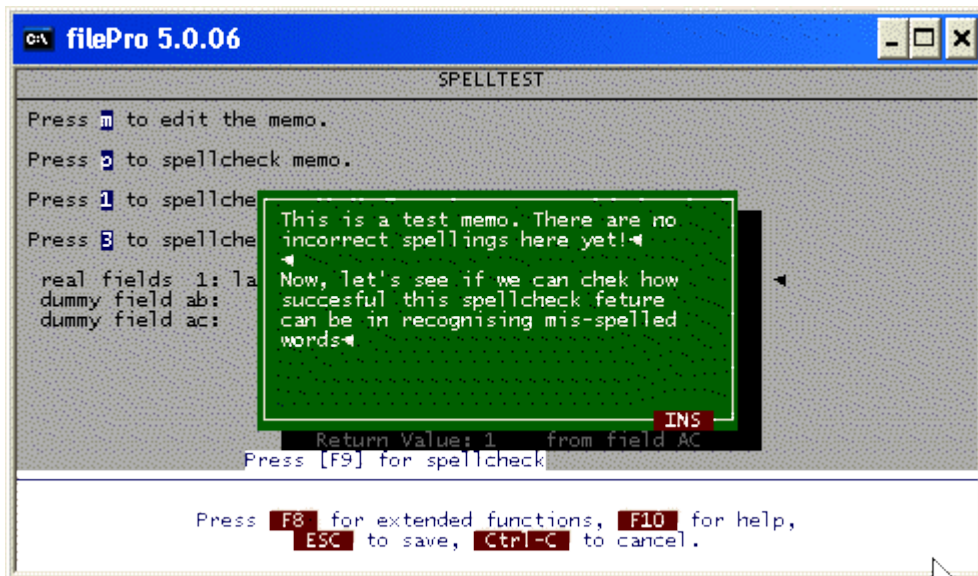 filePro 5.0.06
SPELLTEST
Press m to edit the memo.
Press to spellcheck memo.
Press 1 to spellche
Press 3 to spellche
This is a test memo. There are no
incorrect spellings here yet!
Now, let's see if we can chek how
succesful this spellcheck feture
can be in recognising mis-spelled
words
real fields 1: la
dummy field ab:
dummy field ac:
INS
Return Value: 1 from field AC
Press [F9] for spellcheck
Press F8 for extended functions, F10 for help,
ESC to save, Ctrl-C to cancel.